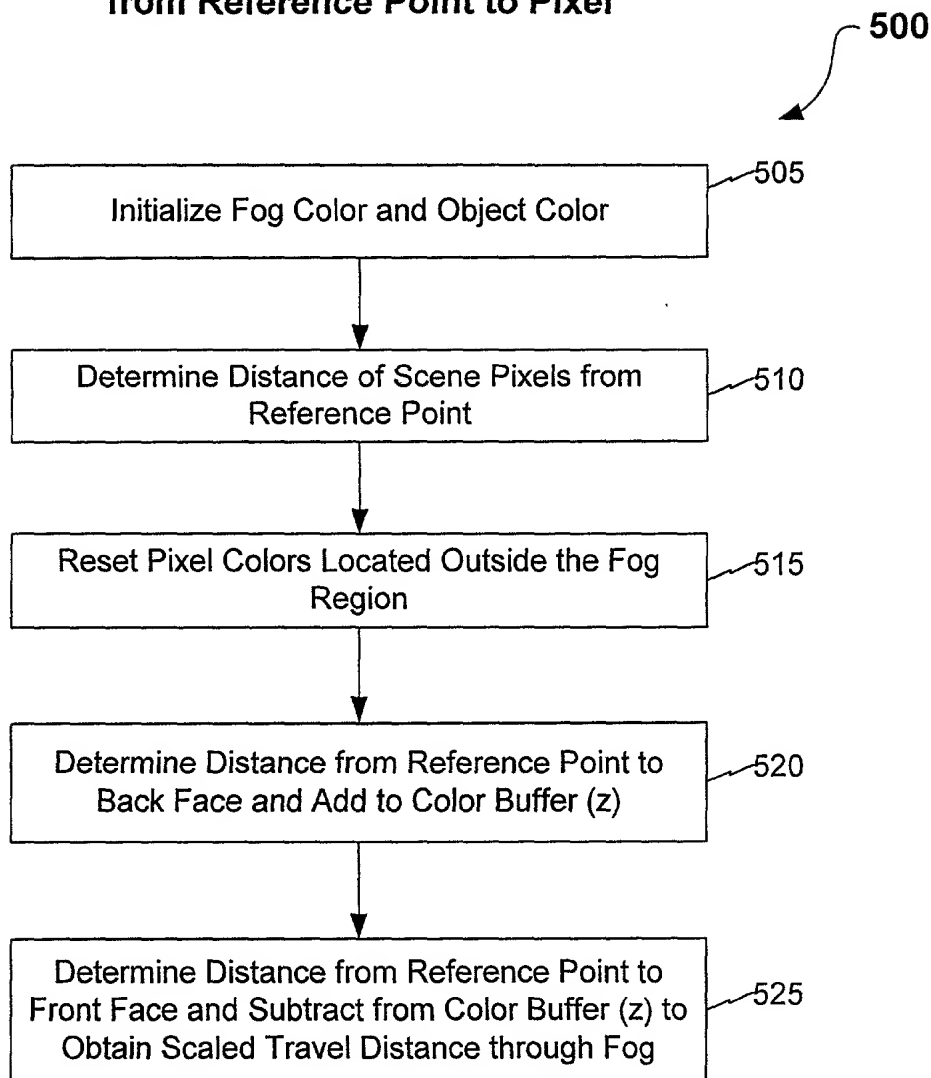 from Reference Point to Pixel
500
505
Initialize Fog Color and Object Color
Determine Distance of Scene Pixels from
Reference Point
510
Reset Pixel Colors Located Outside the Fog
Region
515
Determine Distance from Reference Point to
Back Face and Add to Color Buffer (z)
520
Determine Distance from Reference Point to
Front Face and Subtract from Color Buffer (z) to
Obtain Scaled Travel Distance through Fog
525